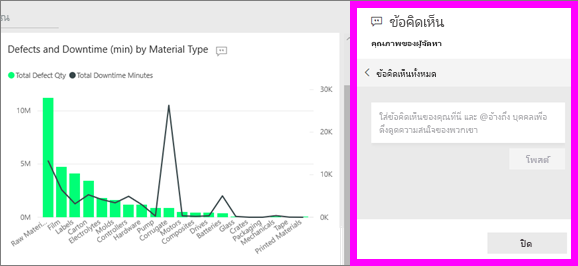 คุณ
Defects and Downtime (min) by Material Type
Total Defect Qty
Total Downtime Minutes
10M
5M
0M
30K
20K
10K
0K
Raw Materi...
Film
Labels
Carton
Electrolytes
Molds
Controllers
Hardware
Pump
Corrugate
Motors
Composites
Drives
Batteries
Glass
Crates
Packaging
Mechanicals
Tape
Printed Materials
ข้อคิดเห็น
คุณภาพของผู้จัดหา
ข้อคิดเห็นทั้งหมด
ใส่ข้อคิดเห็นของคุณที่นี่ และ @อ้างถึง บุคคลเพื่อ
ดึงดูดความสนใจของพวกเขา
โพสต์
ปิด